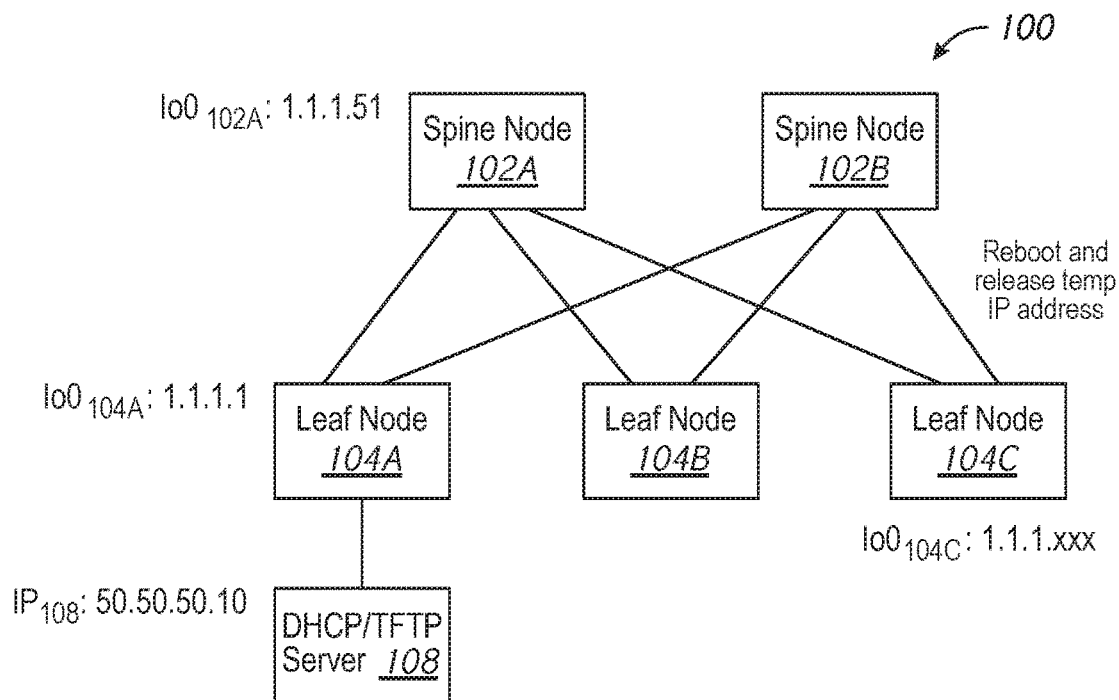 100
lo0 102A: 1.1.1.51
Spine Node
102A
Spine Node
102B
Reboot and
release temp
IP address
lo0 104A: 1.1.1.1
Leaf Node
104A
Leaf Node
104B
Leaf Node
104C
lo0 104C: 1.1.1.xxx
IP108: 50.50.50.10
DHCP/TFTP
Server 108